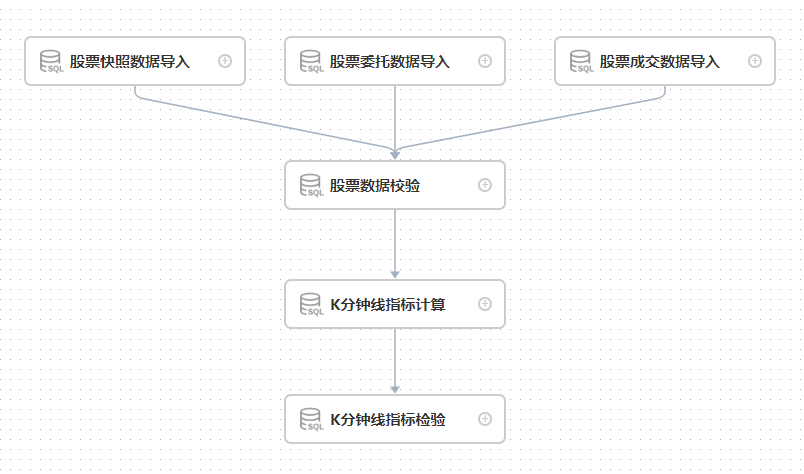 SQL 股票快照数据导入
SQL 股票委托数据导入
SQL 股票成交数据导入
SQL 股票数据校验
SQL K分钟线指标计算
SQL K分钟线指标检验